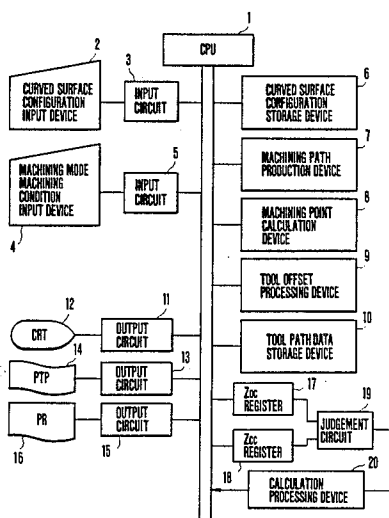 1
CPU
2
CURVED SURFACE
CONFIGURATION
INPUT DEVICE
3
INPUT
CIRCUIT
6
CURVED SURFACE
CONFIGURATION
STORAGE DEVICE
MACHINING MODE
MACHINING
CONDITION
INPUT DEVICE
4
5
INPUT
CIRCUIT
7
MACHINING PATH
PRODUCTION DEVICE
8
MACHINING POINT
CALCULATION
DEVICE
9
TOOL OFFSET
PROCESSING DEVICE
10
TOOL PATH DATA
STORAGE DEVICE
12
CRT
11
OUTPUT
CIRCUIT
14
PTP
13
OUTPUT
CIRCUIT
PR
16
OUTPUT
CIRCUIT
15
17
ZDC
REGISTER
18
ZCC
REGISTER
19
JUDGEMENT
CIRCUIT
20
CALCULATION
PROCESSING DEVICE